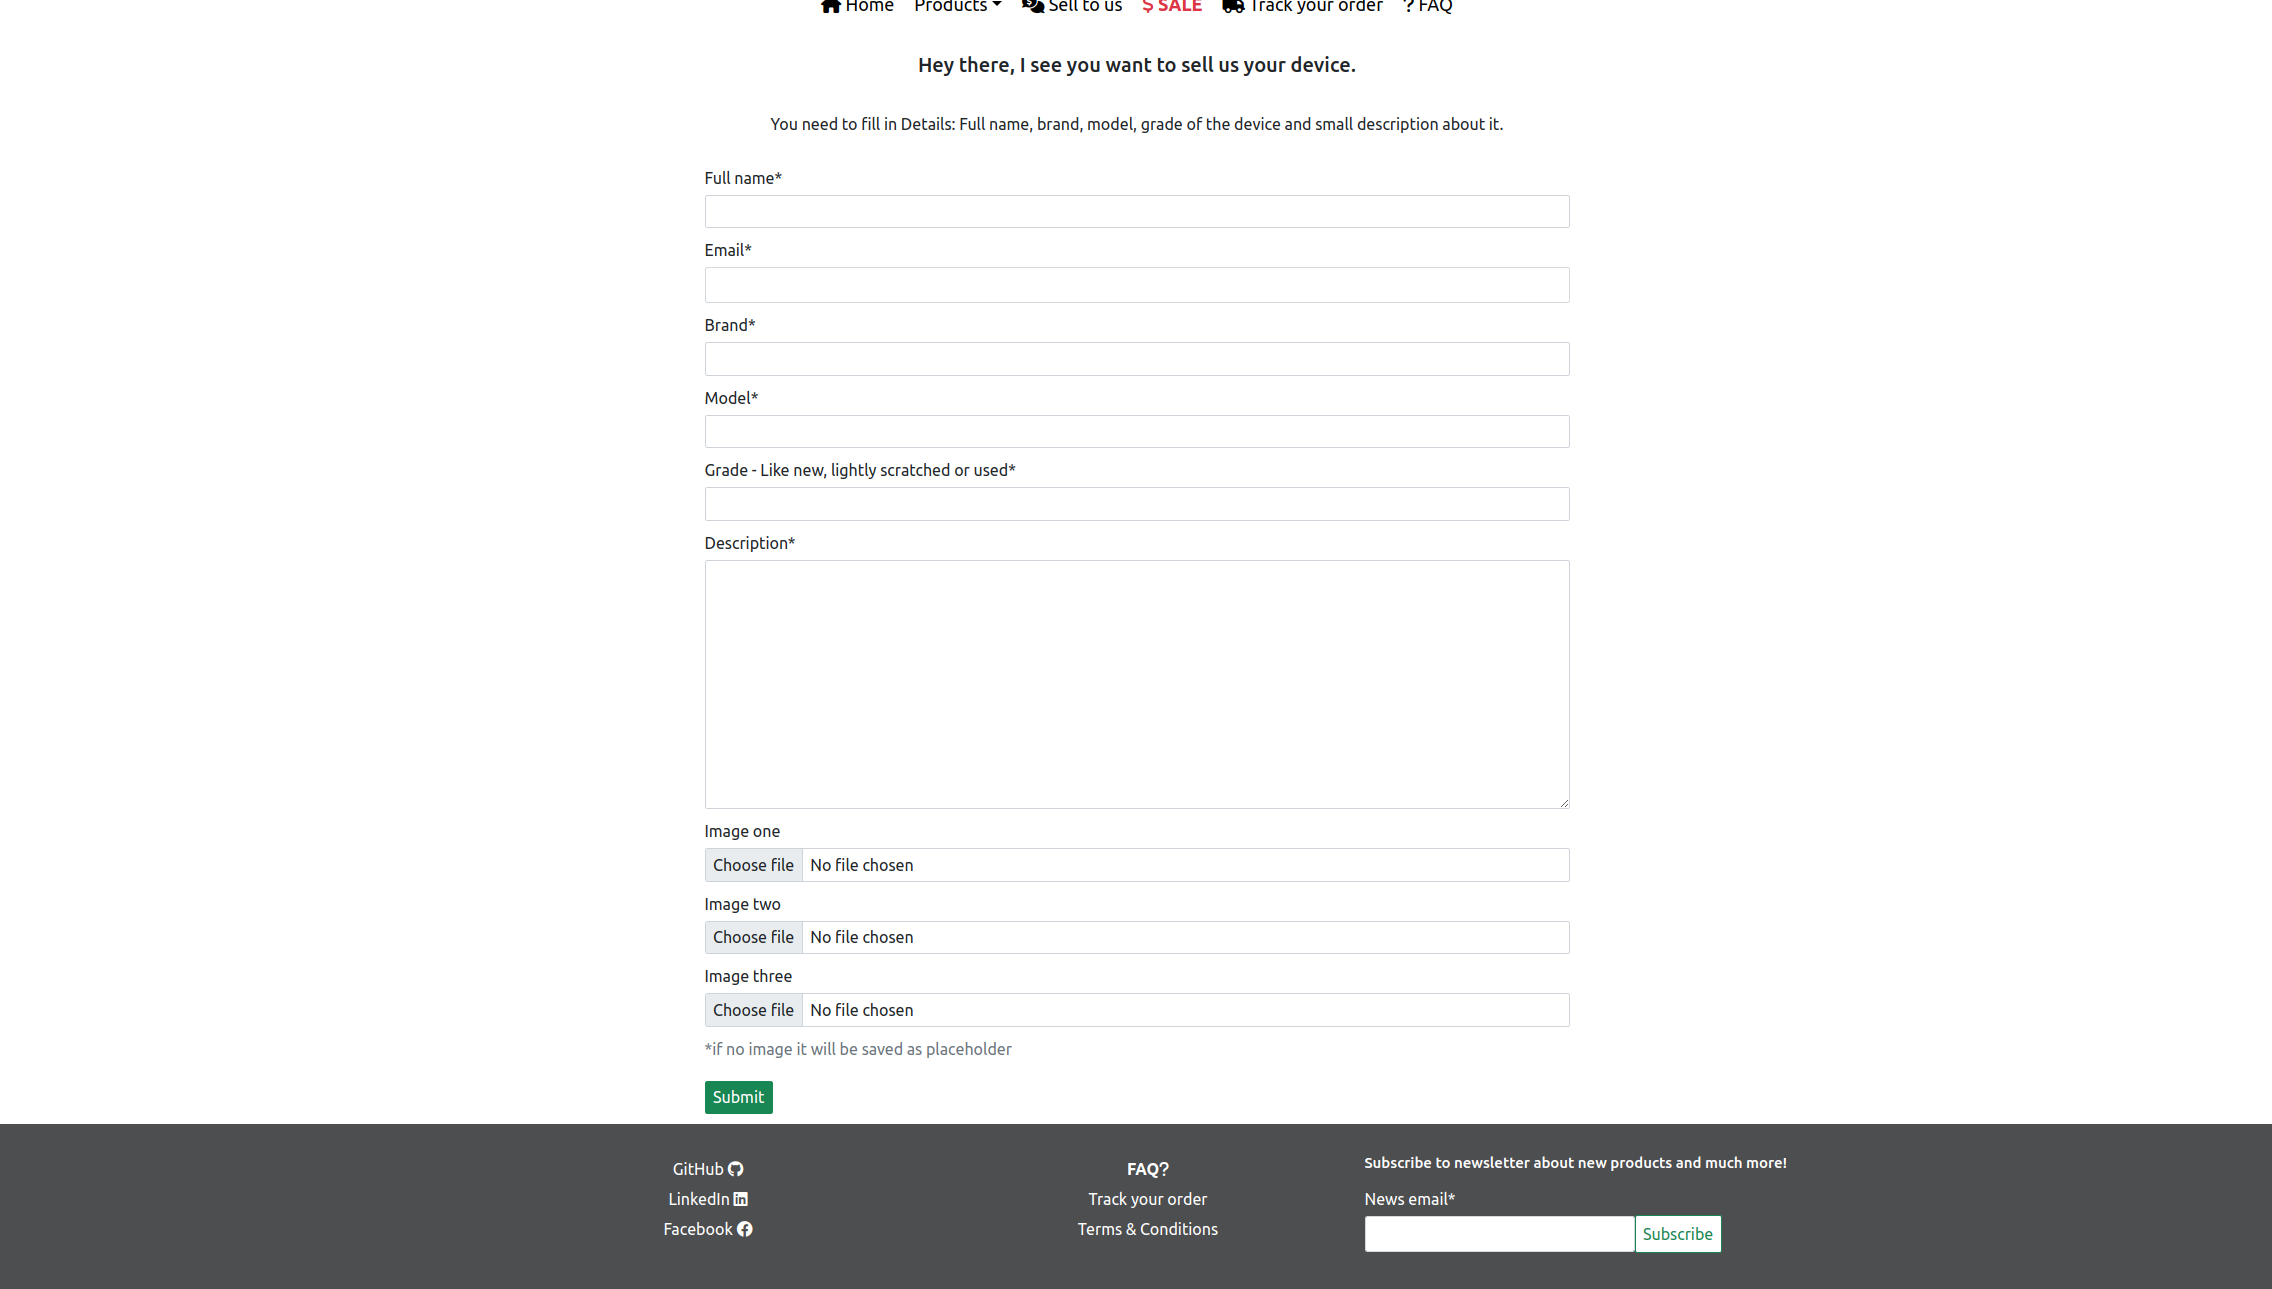 Home Products Sell to us $ SALE Track your order ? FAQ
Hey there, I see you want to sell us your device.
You need to fill in Details: Full name, brand, model, grade of the device and small description about it.
Full name*
Email*
Brand*
Model*
Grade - Like new, lightly scratched or used*
Description*
Image one
Choose file No file chosen
Image two
Choose file No file chosen
Image three
Choose file No file chosen
*if no image it will be saved as placeholder
Submit
GitHub
LinkedIn
Facebook
FAQ?
Track your order
Terms & Conditions
Subscribe to newsletter about new products and much more!
News email*
Subscribe